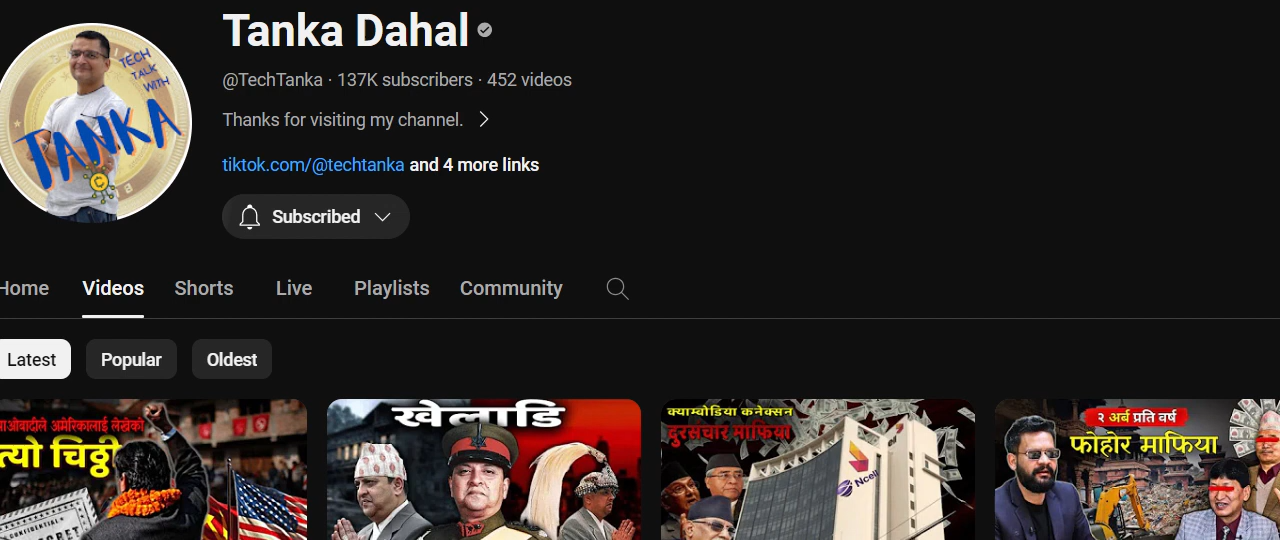 Tanka Dahal
@TechTanka · 137K subscribers · 452 videos
Thanks for visiting my channel.
tiktok.com/@techtanka and 4 more links
Subscribed
TECH
TALK
WITH
TANKA
Home
Videos
Shorts
Live
Playlists
Community
Latest
Popular
Oldest
अमेरिकालाई लेखेको
त्यो चिठ्ठी
CONFIDENTIAL
खेलाडि
क्याम्बोडिया कनेक्सन
दुरसंचार माफिया
Ncell
२ अर्ब प्रति वर्ष
फोहोर माफिया